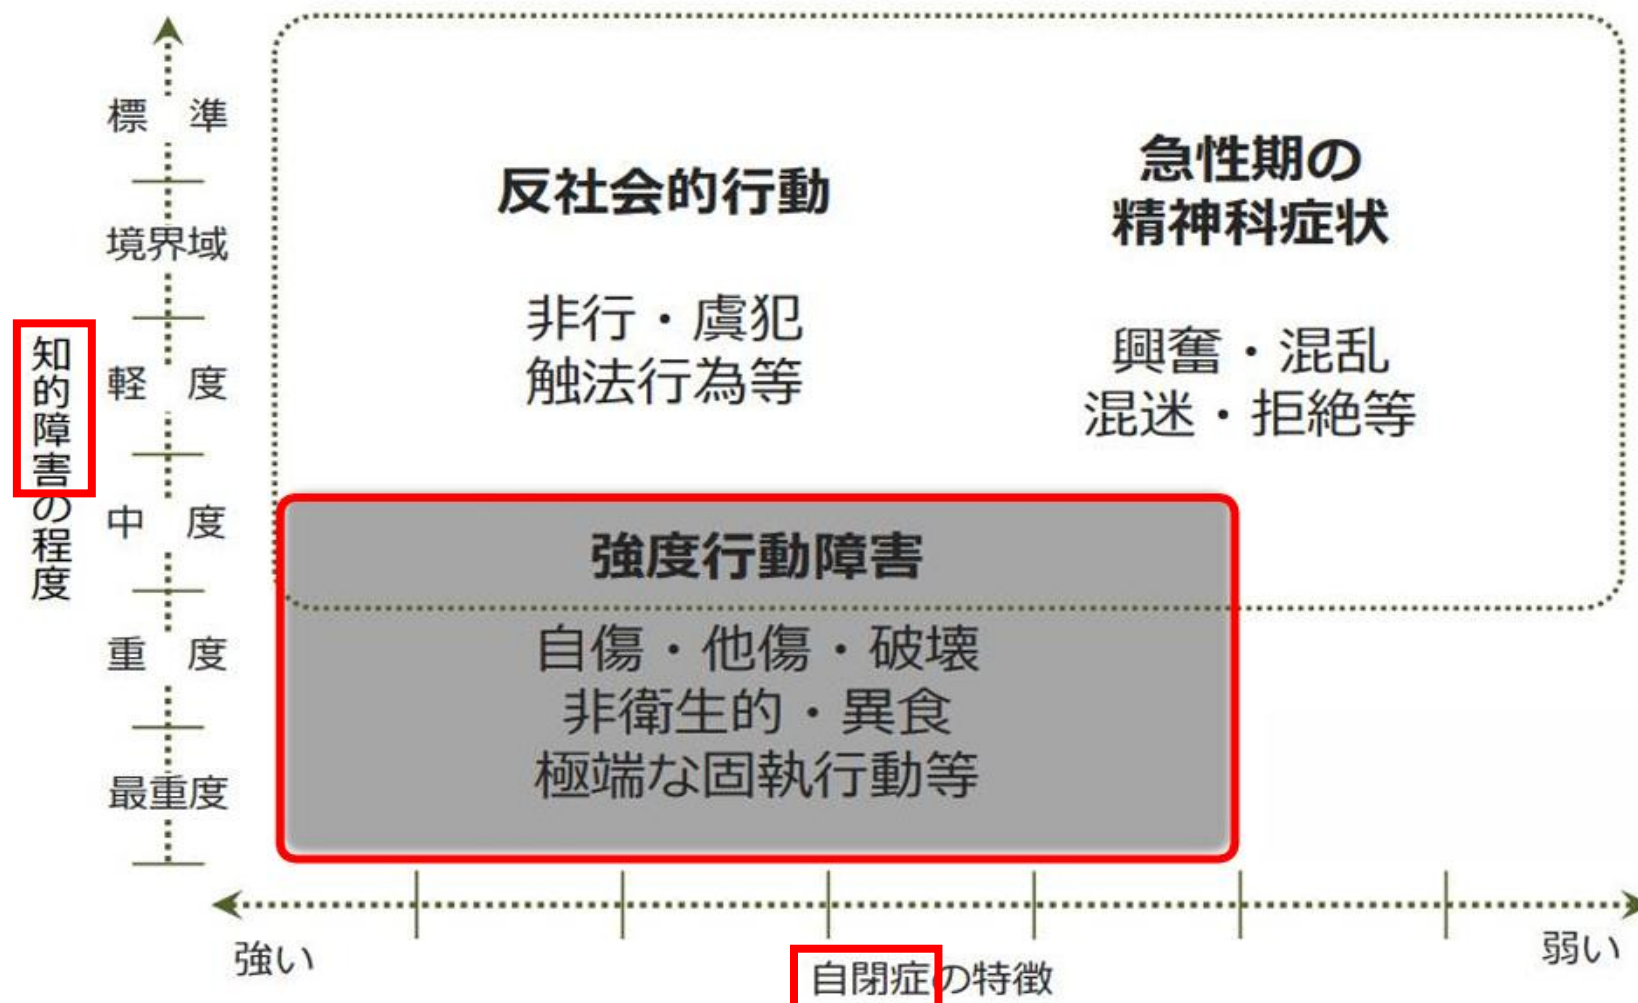 知的障害の程度
標 準
境界域
軽 度
中 度
重 度
最重度
反社会的行動
非行・虞犯
触法行為等
急性期の
精神科症状
興奮・混乱
混迷・拒絶等
強度行動障害
自傷・他傷・破壊
非衛生的・異食
極端な固執行動等
強い
自閉症の特徴
弱い